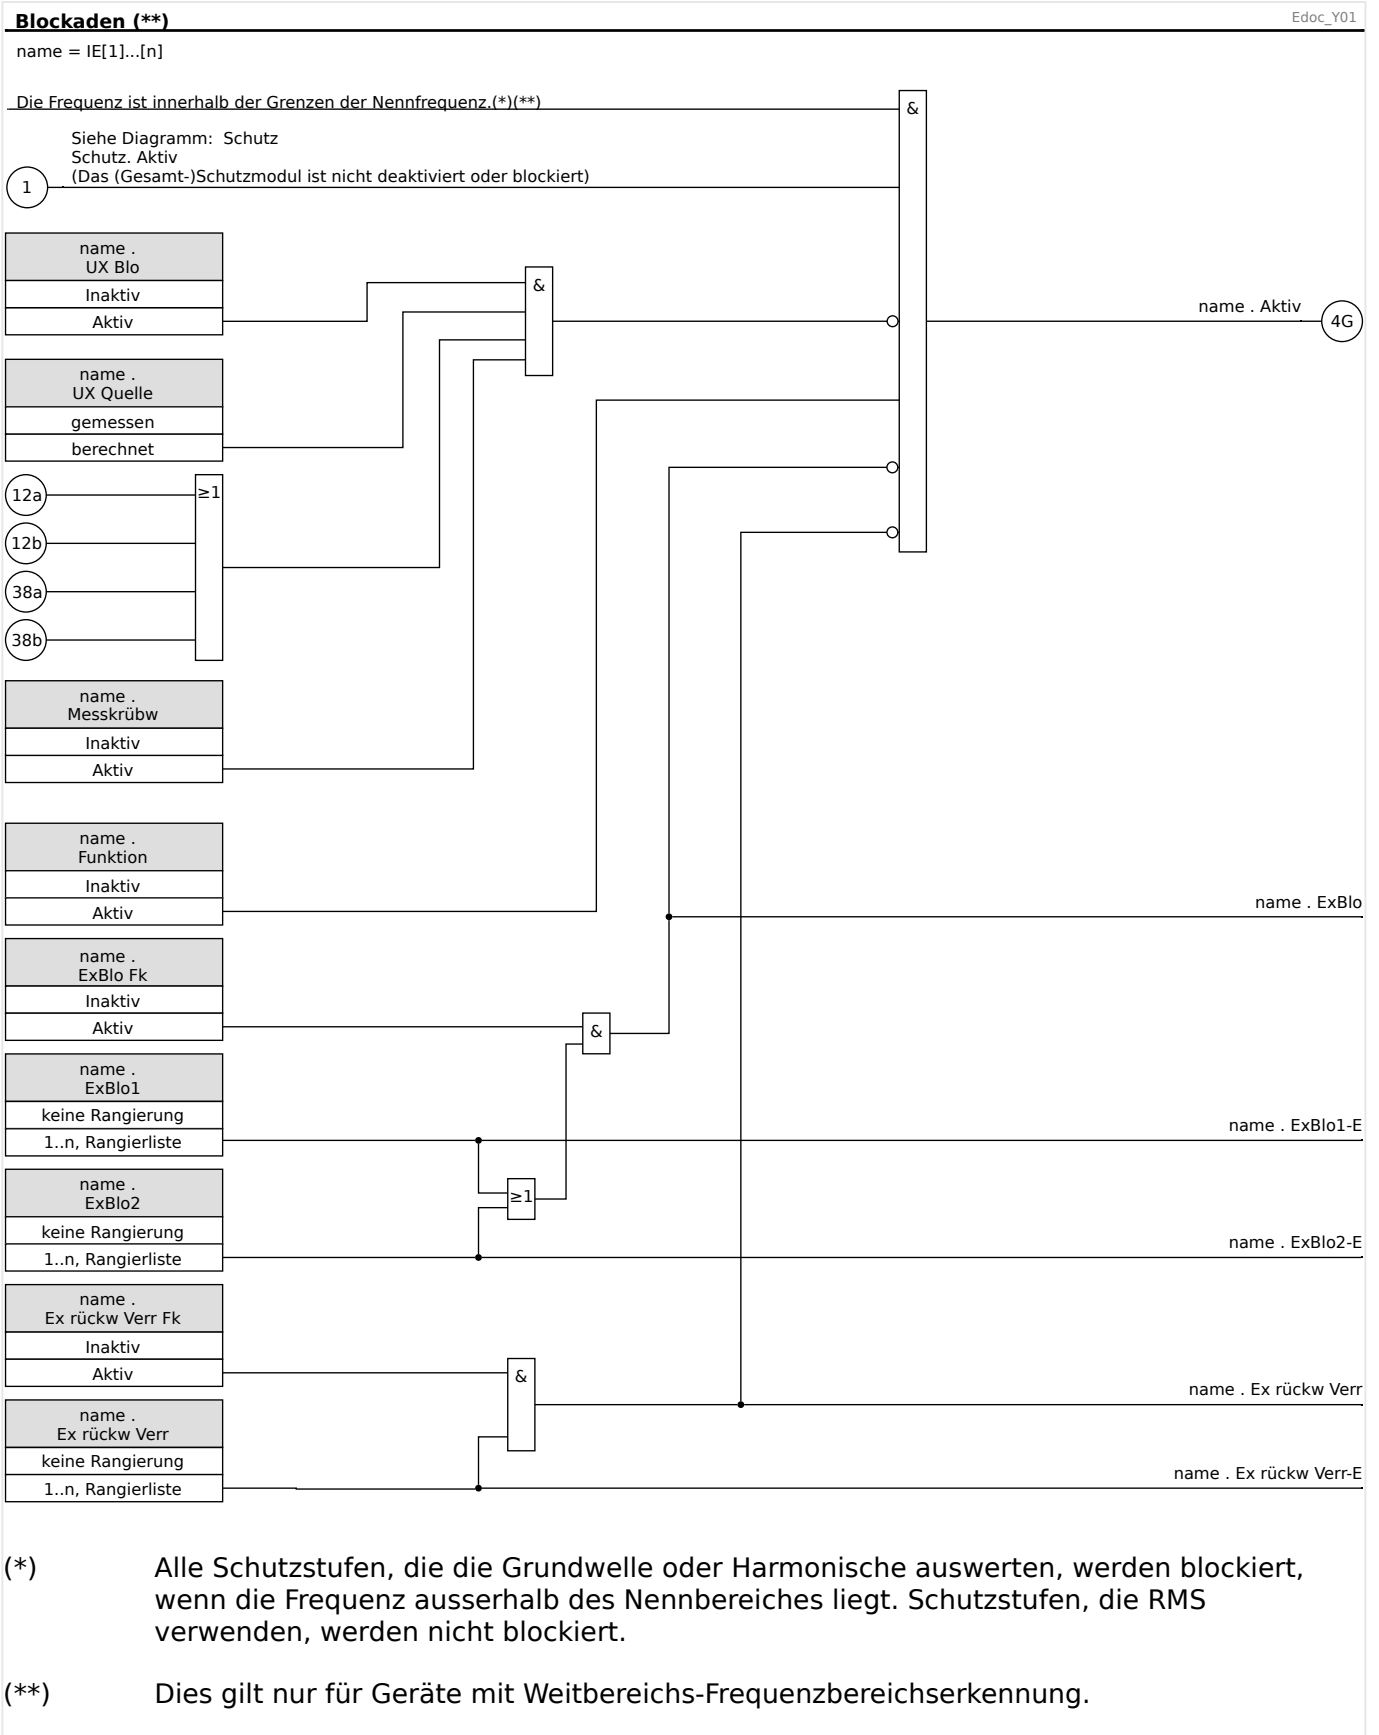 Blockaden (**)
Edoc_Y01
name = IE[1]...[n]
Die Frequenz ist innerhalb der Grenzen der Nennfrequenz.(*)(**)
&
Siehe Diagramm:  Schutz
Schutz. Aktiv
(Das (Gesamt-)Schutzmodul ist nicht deaktiviert oder blockiert)
1
name .
UX Blo
Inaktiv
Aktiv
&
name . Aktiv
4G
name .
UX Quelle
gemessen
berechnet
12a
≥1
12b
38a
38b
name .
Messkrübw
Inaktiv
Aktiv
name .
Funktion
Inaktiv
Aktiv
name . ExBlo
name .
ExBlo Fk
Inaktiv
Aktiv
&
name .
ExBlo1
keine Rangierung
1..n, Rangierliste
name . ExBlo1-E
name .
ExBlo2
≥1
keine Rangierung
1..n, Rangierliste
name . ExBlo2-E
name .
Ex rückw Verr Fk
Inaktiv
Aktiv
&
name . Ex rückw Verr
name .
Ex rückw Verr
keine Rangierung
1..n, Rangierliste
name . Ex rückw Verr-E
(*) Alle Schutzstufen, die die Grundwelle oder Harmonische auswerten, werden blockiert,
wenn die Frequenz ausserhalb des Nennbereiches liegt. Schutzstufen, die RMS
verwenden, werden nicht blockiert.
(**) Dies gilt nur für Geräte mit Weitbereichs-Frequenzbereichserkennung.